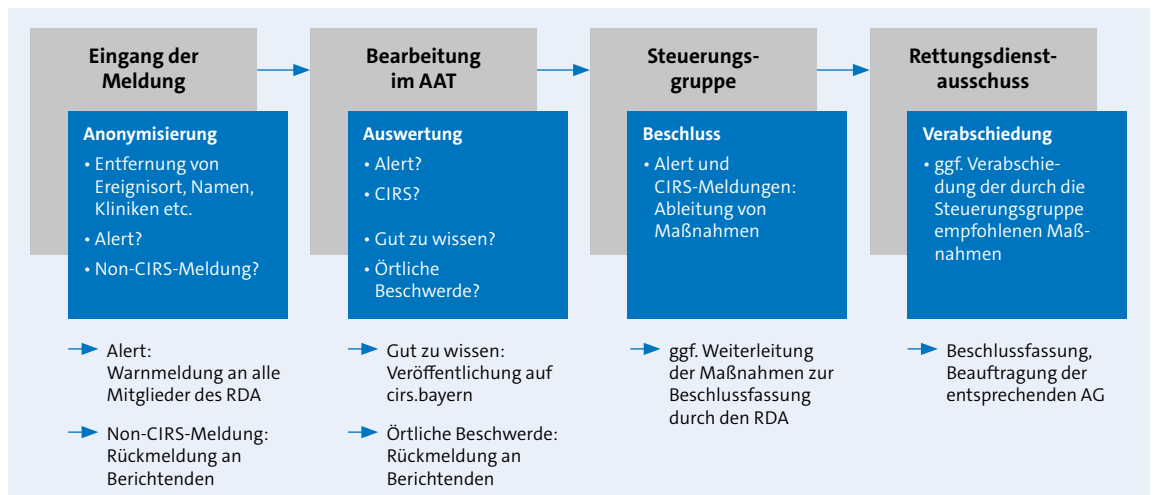 Eingang der
Meldung
Anonymisierung
• Entfernung von
Ereignisort, Namen,
Kliniken etc.
• Alert?
• Non-CIRS-Meldung?
Alert:
Warnmeldung an alle
Mitglieder des RDA
Non-CIRS-Meldung:
Rückmeldung an
Berichtenden
Bearbeitung
im AAT
Auswertung
• Alert?
• CIRS?
• Gut zu wissen?
• Örtliche
Beschwerde?
Gut zu wissen:
Veröffentlichung auf
cirs.bayern
Örtliche Beschwerde:
Rückmeldung an
Berichtenden
Steuerungs-
gruppe
Beschluss
• Alert und
CIRS-Meldungen:
Ableitung von
Maßnahmen
ggf. Weiterleitung
der Maßnahmen zur
Beschlussfassung
durch den RDA
Rettungsdienst-
ausschuss
Verabschiedung
• ggf. Verabschie-
dung der durch die
Steuerungsgruppe
empfohlenen Maß-
nahmen
Beschlussfassung,
Beauftragung der
entsprechenden AG